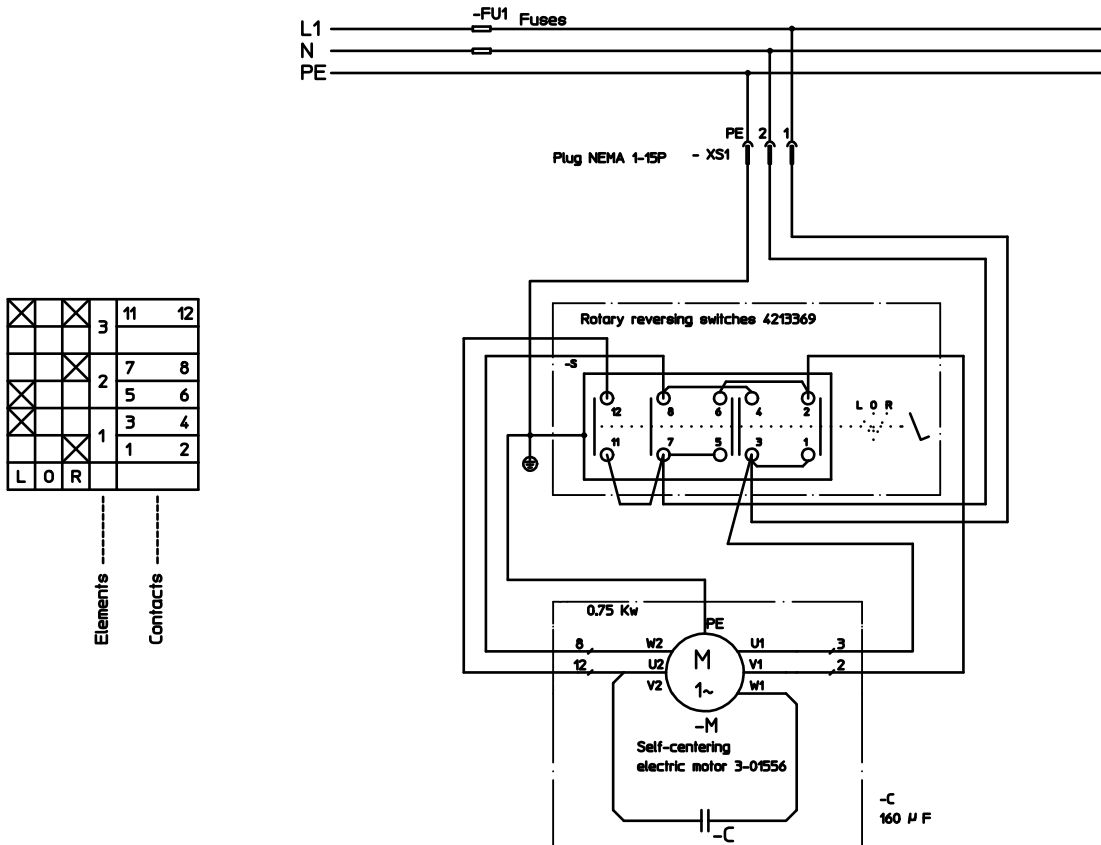 -FU1 Fuses
L1
N
PE
PE 2 1
Plug NEMA 1-15P - XS1
Rotary reversing switches 4213369
-S
12 8 6 4 2
L O R
11 7 5 3 1
3 11 12
2 7 8
5 6
1 3 4
1 2
L O R
Elements
Contacts
0.75 Kw
PE
8 W2 U1 3
12 U2 V1 2
V2 W1
M
1~
-M
Self-centering
electric motor 3-01556
-C
-C
160 µ F